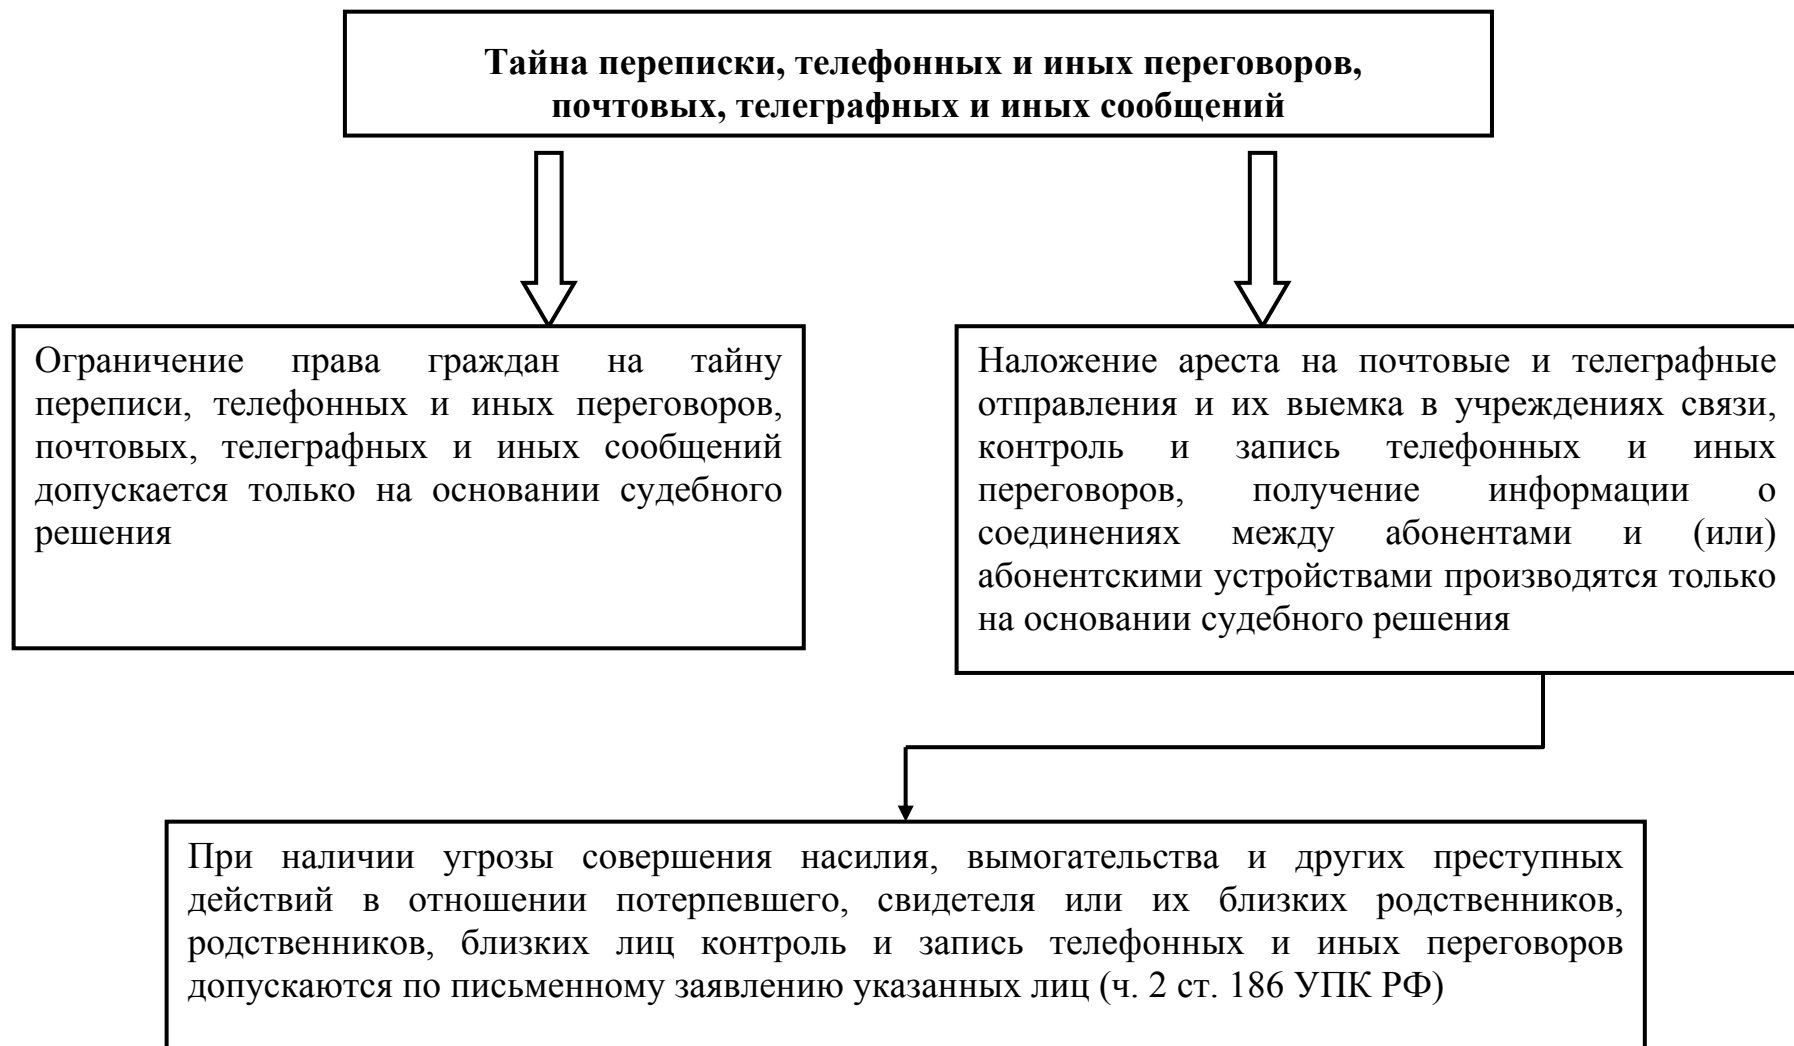 Тайна переписки, телефонных и иных переговоров,
почтовых, телеграфных и иных сообщений
Ограничение права граждан на тайну
переписи, телефонных и иных переговоров,
почтовых, телеграфных и иных сообщений
допускается только на основании судебного
решения
Наложение ареста на почтовые и телеграфные
отправления и их выемка в учреждениях связи,
контроль и запись телефонных и иных
переговоров, получение информации о
соединениях между абонентами и (или)
абонентскими устройствами производятся только
на основании судебного решения
При наличии угрозы совершения насилия, вымогательства и других преступных
действий в отношении потерпевшего, свидетеля или их близких родственников,
родственников, близких лиц контроль и запись телефонных и иных переговоров
допускаются по письменному заявлению указанных лиц (ч. 2 ст. 186 УПК РФ)